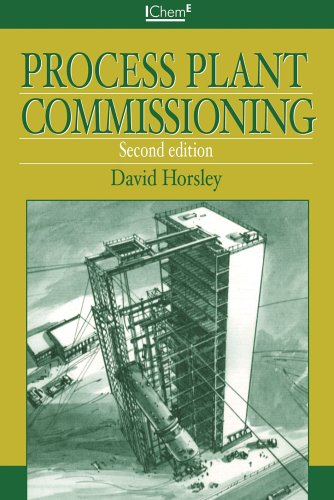 IChemE
PROCESS PLANT
COMMISSIONING
Second edition
David Horsley